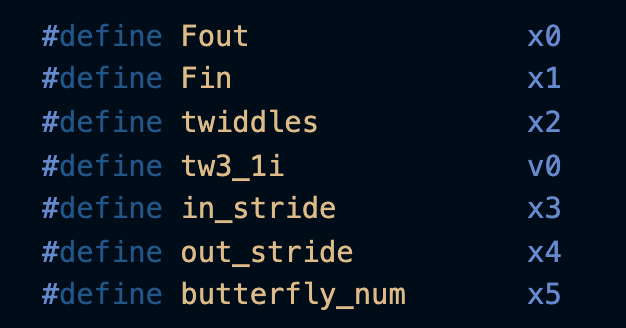 #define Fout x0
#define Fin x1
#define twiddles x2
#define tw3_1i v0
#define in_stride x3
#define out_stride x4
#define butterfly_num x5